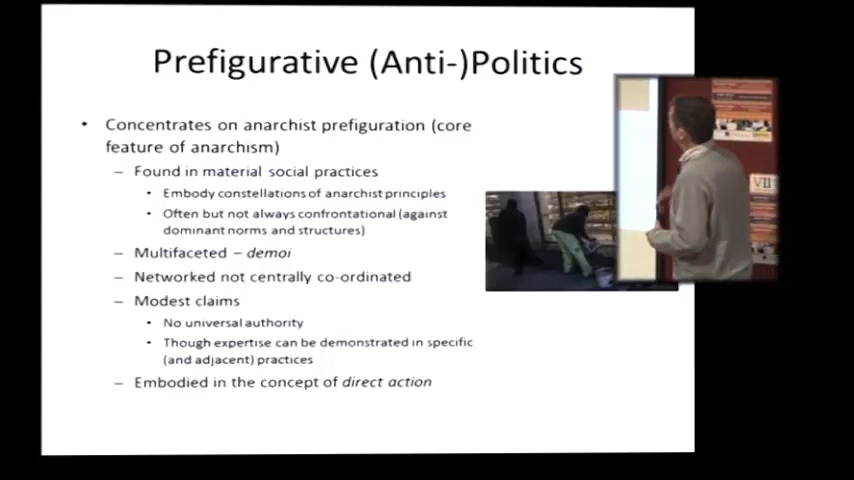 Prefigurative (Anti-)Politics
• Concentrates on anarchist prefiguration (core
feature of anarchism)
– Found in material social practices
• Embody constellations of anarchist principles
• Often but not always confrontational (against
dominant norms and structures)
– Multifaceted – demoi
– Networked not centrally co-ordinated
– Modest claims
• No universal authority
• Though expertise can be demonstrated in specific
(and adjacent) practices
– Embodied in the concept of direct action
VII